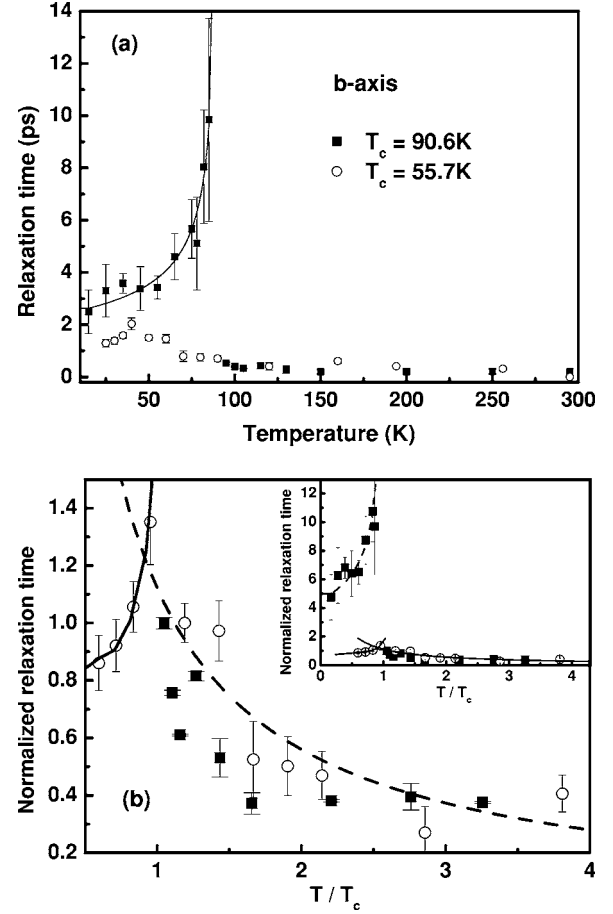 14
12
10
8
6
4
2
0
Relaxation time (ps)
(a)
b-axis
T_c = 90.6K
T_c = 55.7K
50 100 150 200 250 300
Temperature (K)
1.4
1.2
1.0
0.8
0.6
0.4
0.2
Normalized relaxation time
(b)
1 2 3 4
T / T_c
12
10
8
6
4
2
0
Normalized relaxation time
0 1 2 3 4
T / T_c